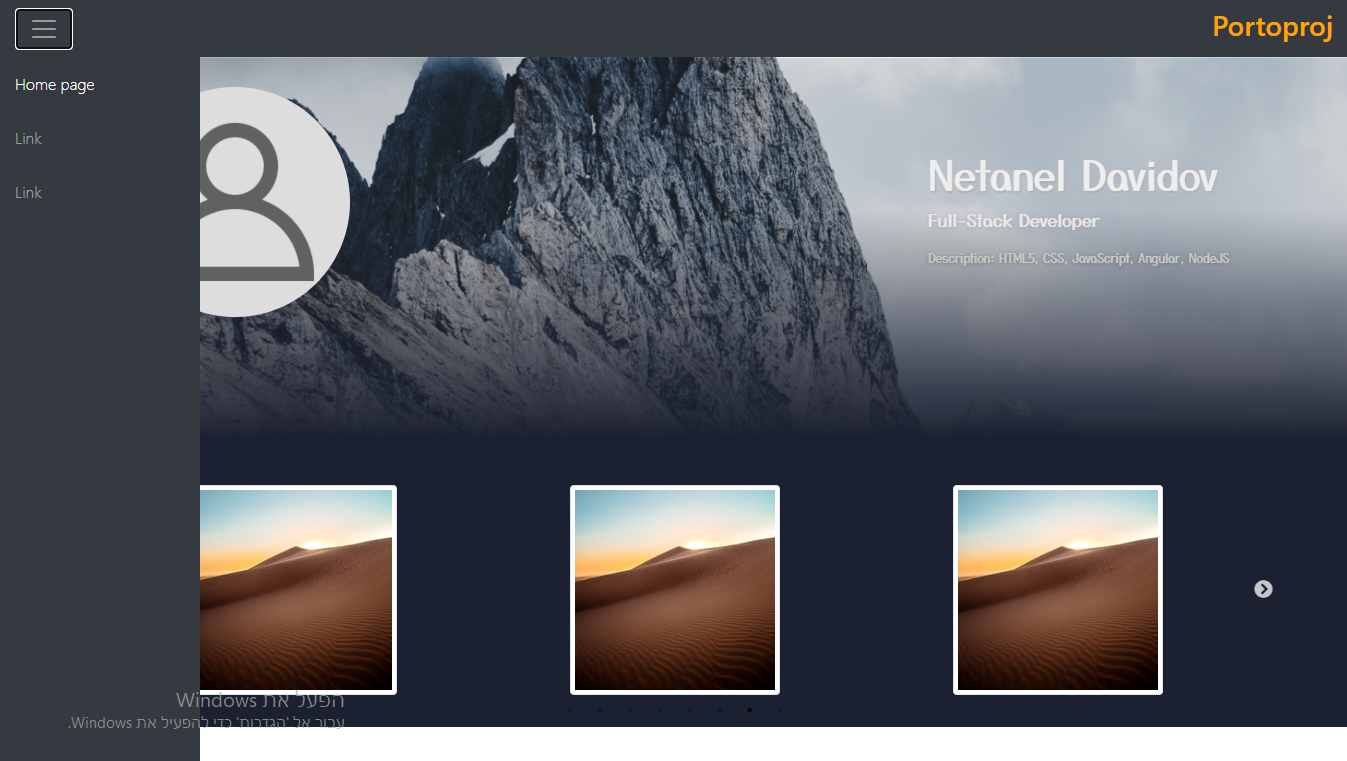 Portoproj
Home page
Link
Link
Netanel Davidov
Full-Stack Developer
Description: HTML5, CSS, JavaScript, Angular, NodeJS
הפעל את Windows
עבור אל 'הגדרות' כדי להפעיל את Windows.